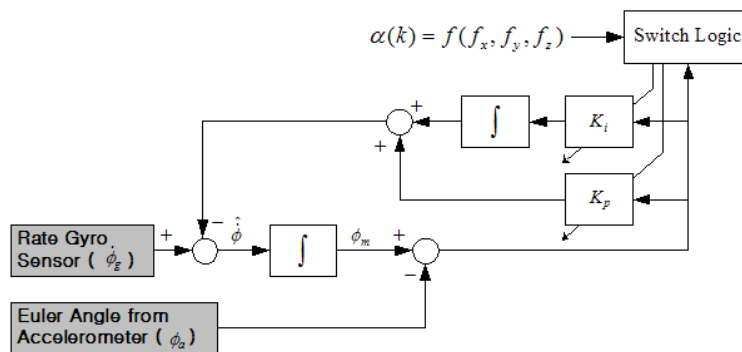 α(k) = f(f_x, f_y, f_z)
Switch Logic
+
∫
K_i
+
K_p
−
Rate Gyro
Sensor ( φ̇_g )
+
φ̂̇
∫
φ_m
+
−
Euler Angle from
Accelerometer ( φ_a )